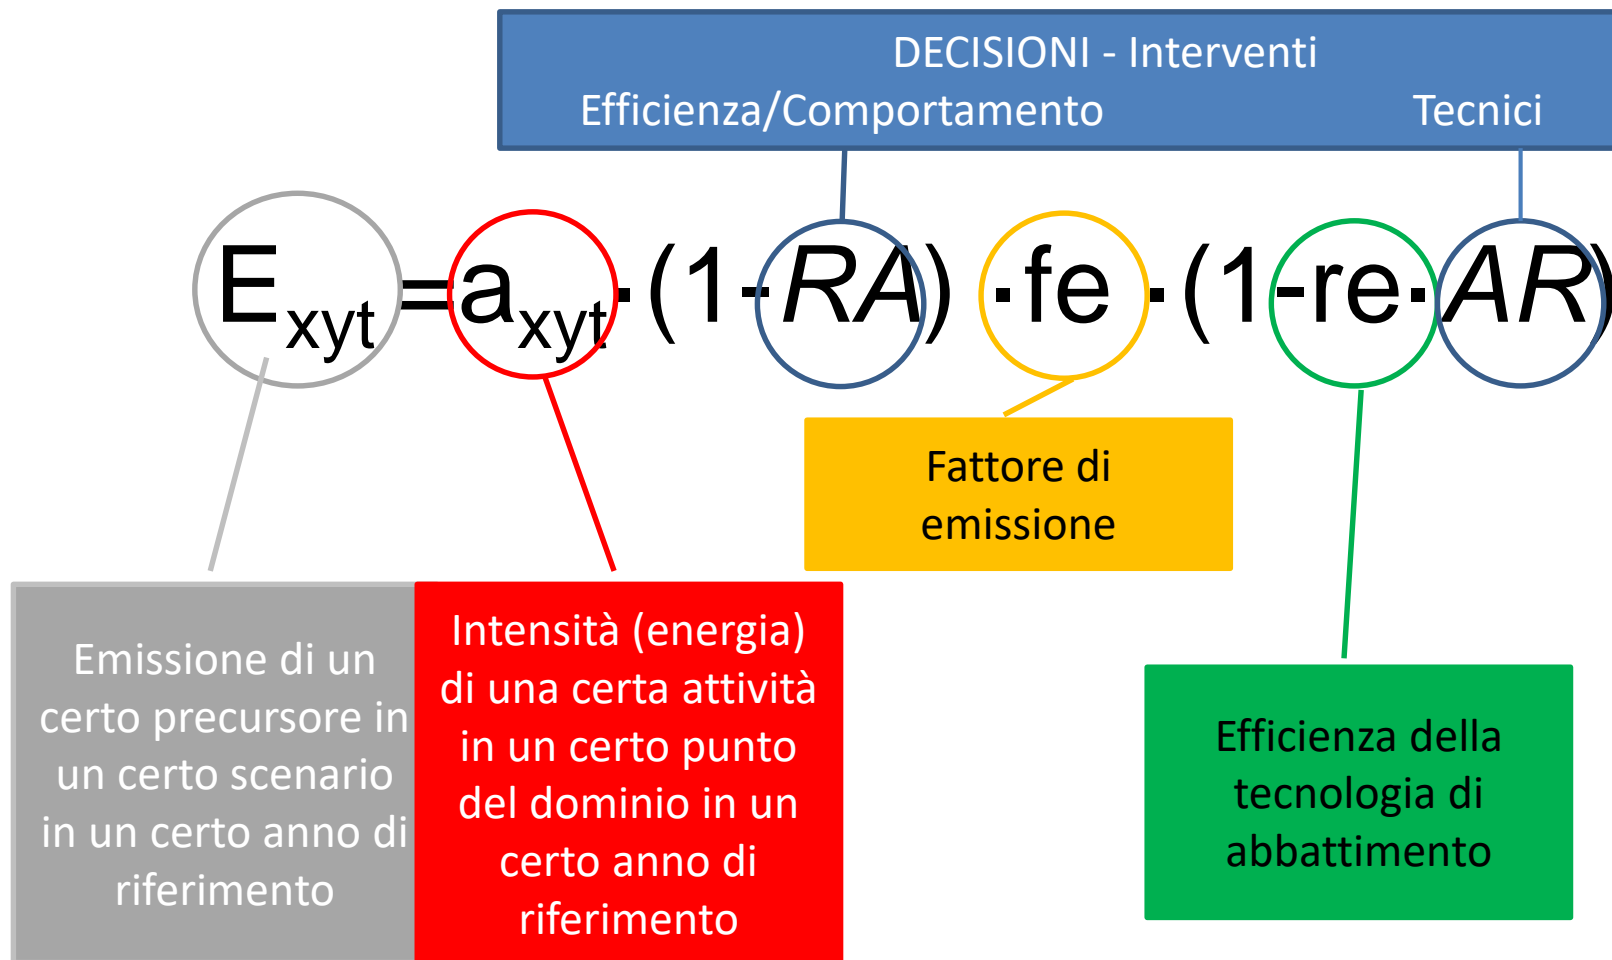 DECISIONI - Interventi
Efficienza/Comportamento Tecnici
E_xyt = a_xyt · (1-RA) · fe · (1-re·AR)
Fattore di
emissione
Emissione di un
certo precursore in
un certo scenario
in un certo anno di
riferimento
Intensità (energia)
di una certa attività
in un certo punto
del dominio in un
certo anno di
riferimento
Efficienza della
tecnologia di
abbattimento